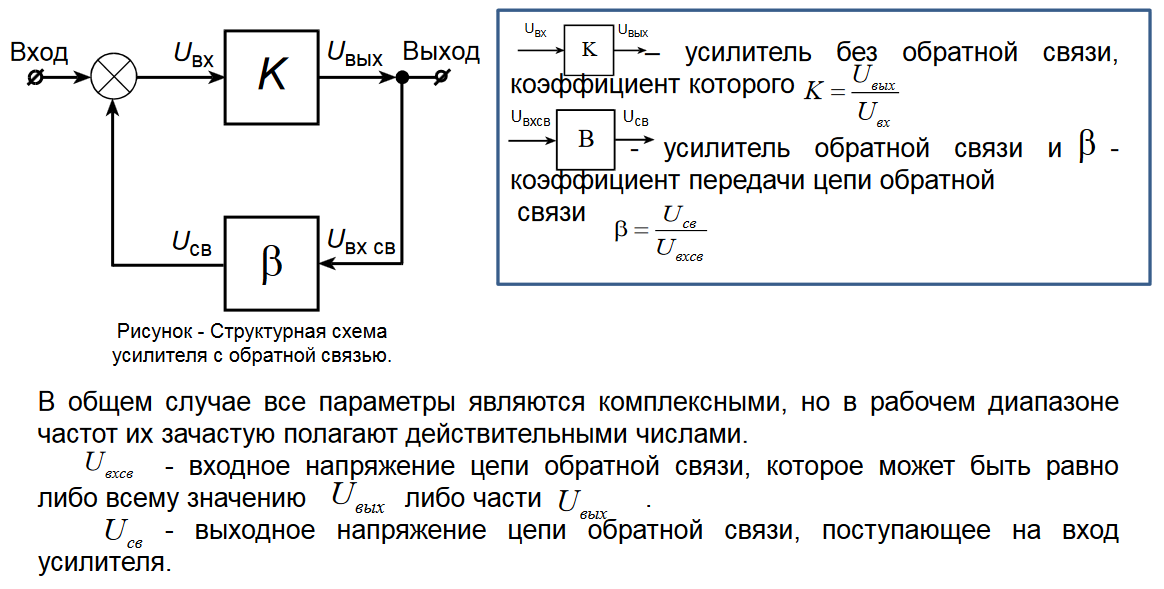 Вход
Uвх
K
Uвых
Выход
Uсв
β
Uвх св
Рисунок - Структурная схема
усилителя с обратной связью.
Uвх K Uвых – усилитель без обратной связи,
коэффициент которого K = Uвых / Uвх
Uвхсв B Uсв - усилитель обратной связи и β -
коэффициент передачи цепи обратной
связи β = Uсв / Uвхсв
В общем случае все параметры являются комплексными, но в рабочем диапазоне
частот их зачастую полагают действительными числами.
Uвхсв - входное напряжение цепи обратной связи, которое может быть равно
либо всему значению Uвых либо части Uвых .
Uсв - выходное напряжение цепи обратной связи, поступающее на вход
усилителя.